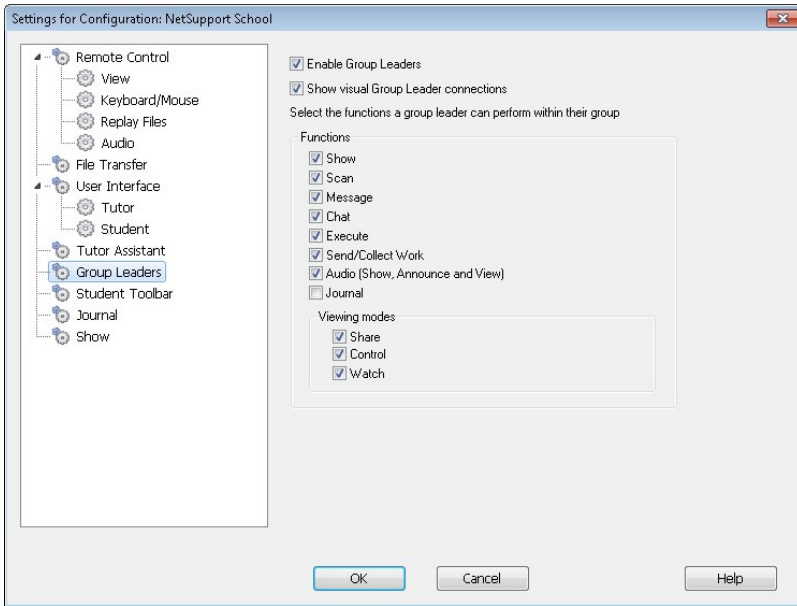 Settings for Configuration: NetSupport School
Remote Control
View
Keyboard/Mouse
Replay Files
Audio
File Transfer
User Interface
Tutor
Student
Tutor Assistant
Group Leaders
Student Toolbar
Journal
Show
Enable Group Leaders
Show visual Group Leader connections
Select the functions a group leader can perform within their group
Functions
Show
Scan
Message
Chat
Execute
Send/Collect Work
Audio (Show, Announce and View)
Journal
Viewing modes
Share
Control
Watch
OK
Cancel
Help